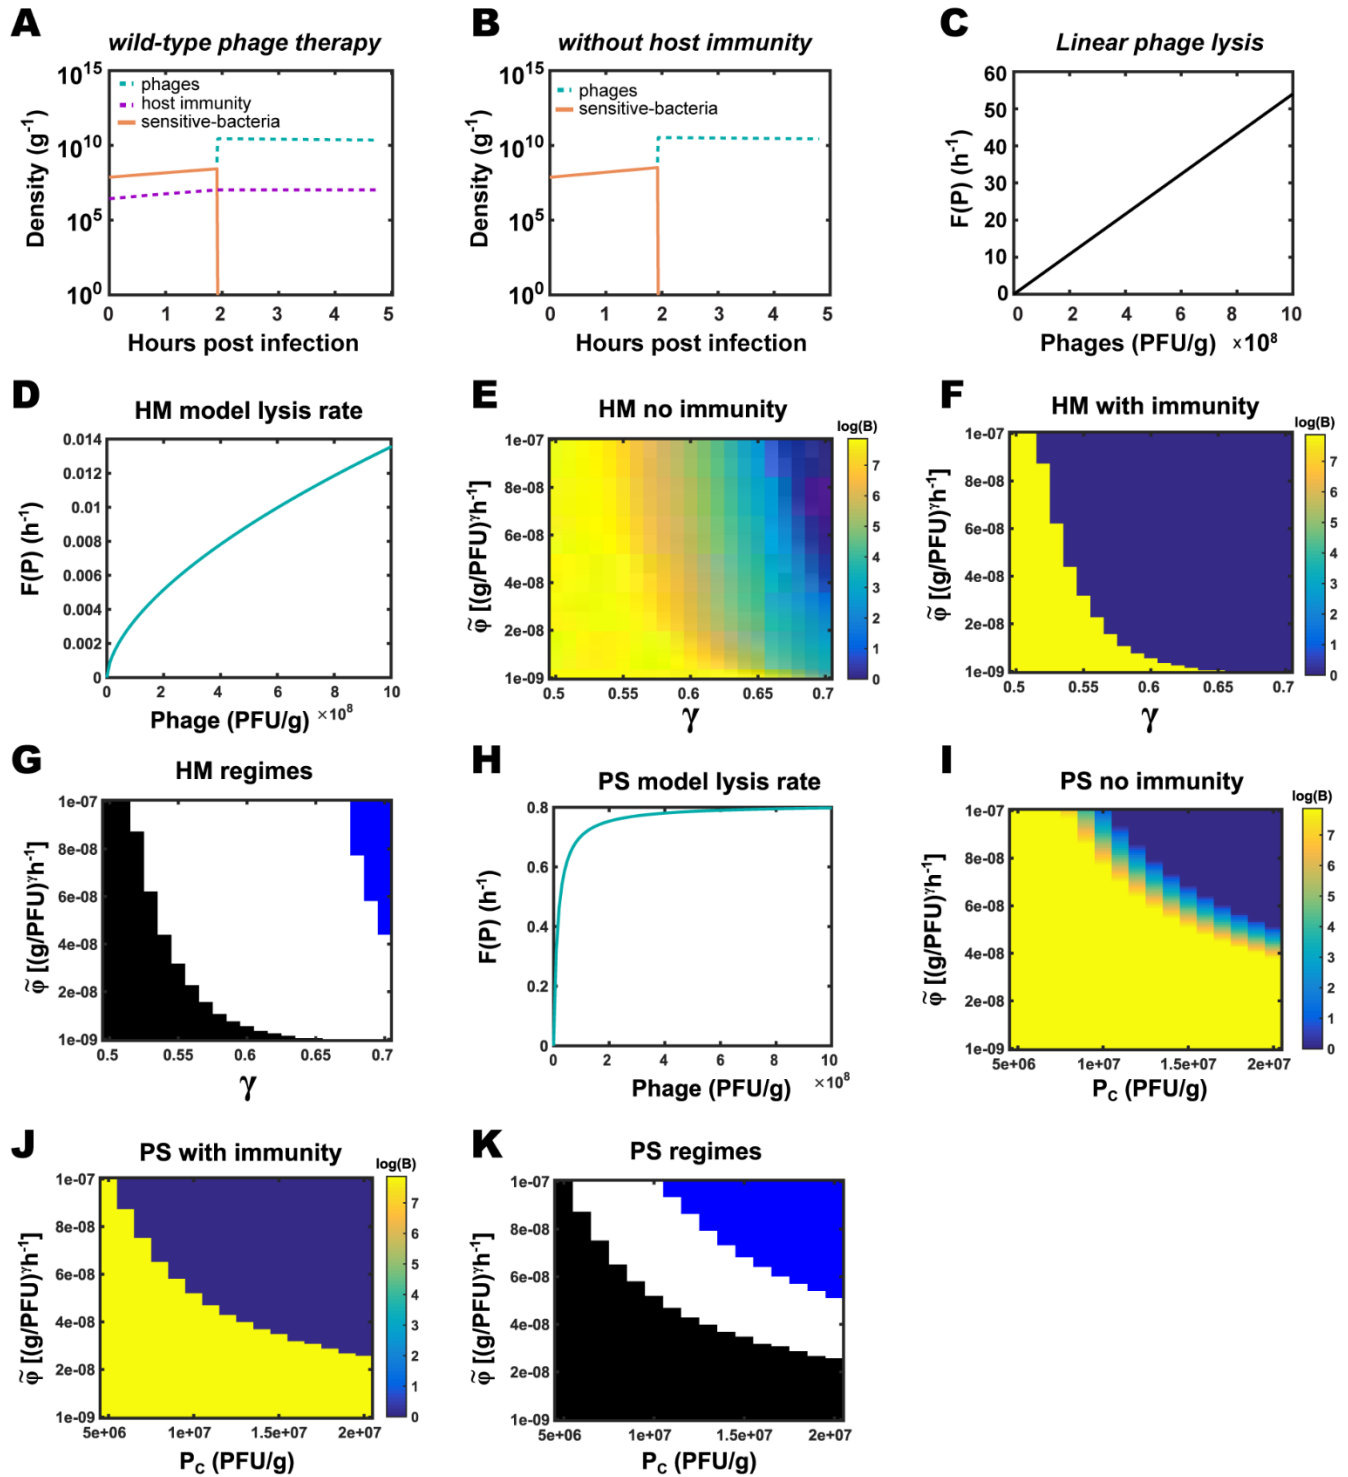 A
wild-type phage therapy
10^15
10^10
10^5
10^0
Density (g^-1)
phages
host immunity
sensitive-bacteria
0 1 2 3 4 5
Hours post infection
B
without host immunity
10^15
10^10
10^5
10^0
Density (g^-1)
phages
sensitive-bacteria
0 1 2 3 4 5
Hours post infection
C
Linear phage lysis
60
50
40
30
20
10
0
F(P) (h^-1)
0 2 4 6 8 10
Phages (PFU/g) ×10^8
D
HM model lysis rate
0.014
0.012
0.01
0.008
0.006
0.004
0.002
0
F(P) (h^-1)
0 2 4 6 8 10
Phage (PFU/g) ×10^8
E
HM no immunity
log(B)
1e-07
8e-08
6e-08
4e-08
2e-08
1e-09
φ̃ [(g/PFU)^γh^-1]
7
6
5
4
3
2
1
0
0.5 0.55 0.6 0.65 0.7
γ
F
HM with immunity
log(B)
1e-07
8e-08
6e-08
4e-08
2e-08
1e-09
φ̃ [(g/PFU)^γh^-1]
7
6
5
4
3
2
1
0
0.5 0.55 0.6 0.65 0.7
γ
G
HM regimes
1e-07
8e-08
6e-08
4e-08
2e-08
1e-09
φ̃ [(g/PFU)^γh^-1]
0.5 0.55 0.6 0.65 0.7
γ
H
PS model lysis rate
0.8
0.6
0.4
0.2
0
F(P) (h^-1)
0 2 4 6 8 10
Phage (PFU/g) ×10^8
I
PS no immunity
log(B)
1e-07
8e-08
6e-08
4e-08
2e-08
1e-09
φ̃ [(g/PFU)^γh^-1]
7
6
5
4
3
2
1
0
5e+06 1e+07 1.5e+07 2e+07
P_C (PFU/g)
J
PS with immunity
log(B)
1e-07
8e-08
6e-08
4e-08
2e-08
1e-09
φ̃ [(g/PFU)^γh^-1]
7
6
5
4
3
2
1
0
5e+06 1e+07 1.5e+07 2e+07
P_C (PFU/g)
K
PS regimes
1e-07
8e-08
6e-08
4e-08
2e-08
1e-09
φ̃ [(g/PFU)^γh^-1]
5e+06 1e+07 1.5e+07 2e+07
P_C (PFU/g)